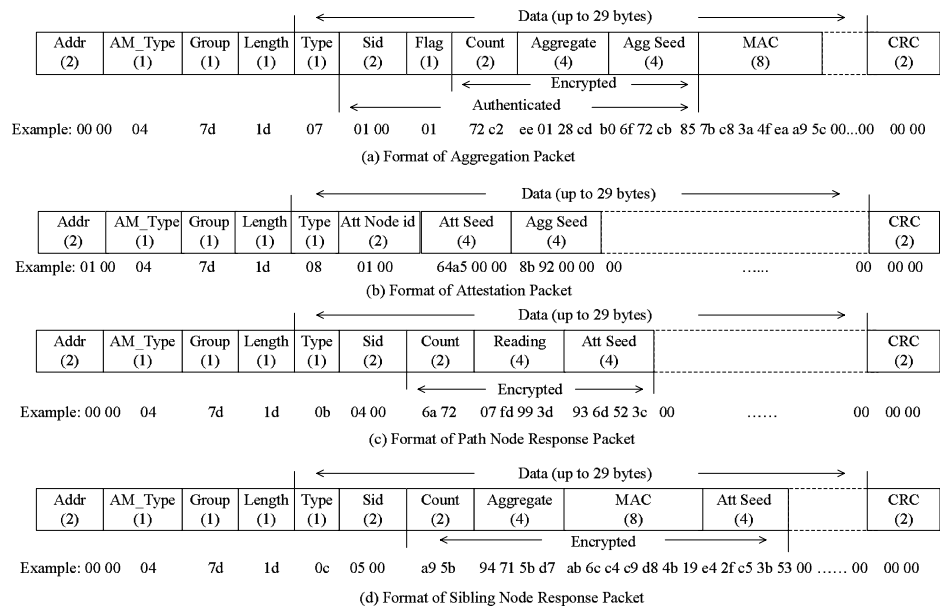 Data (up to 29 bytes)
Addr AM_Type Group Length Type Sid Flag Count Aggregate Agg Seed MAC CRC
(2) (1) (1) (1) (1) (2) (1) (2) (4) (4) (8) (2)
Encrypted
Authenticated
Example: 00 00 04 7d 1d 07 01 00 01 72 c2 ee 01 28 cd b0 6f 72 cb 85 7b c8 3a 4f ea a9 5c 00...00 00 00
(a) Format of Aggregation Packet
Data (up to 29 bytes)
Addr AM_Type Group Length Type Att Node id Att Seed Agg Seed CRC
(2) (1) (1) (1) (1) (2) (4) (4) (2)
Example: 01 00 04 7d 1d 08 01 00 64a5 00 00 8b 92 00 00 00 …... 00 00 00
(b) Format of Attestation Packet
Data (up to 29 bytes)
Addr AM_Type Group Length Type Sid Count Reading Att Seed CRC
(2) (1) (1) (1) (1) (2) (2) (4) (4) (2)
Encrypted
Example: 00 00 04 7d 1d 0b 04 00 6a 72 07 fd 99 3d 93 6d 52 3c 00 …… 00 00 00
(c) Format of Path Node Response Packet
Data (up to 29 bytes)
Addr AM_Type Group Length Type Sid Count Aggregate MAC Att Seed CRC
(2) (1) (1) (1) (1) (2) (2) (4) (8) (4) (2)
Encrypted
Example: 00 00 04 7d 1d 0c 05 00 a9 5b 94 71 5b d7 ab 6c c4 c9 d8 4b 19 e4 2f c5 3b 53 00 …… 00 00 00
(d) Format of Sibling Node Response Packet